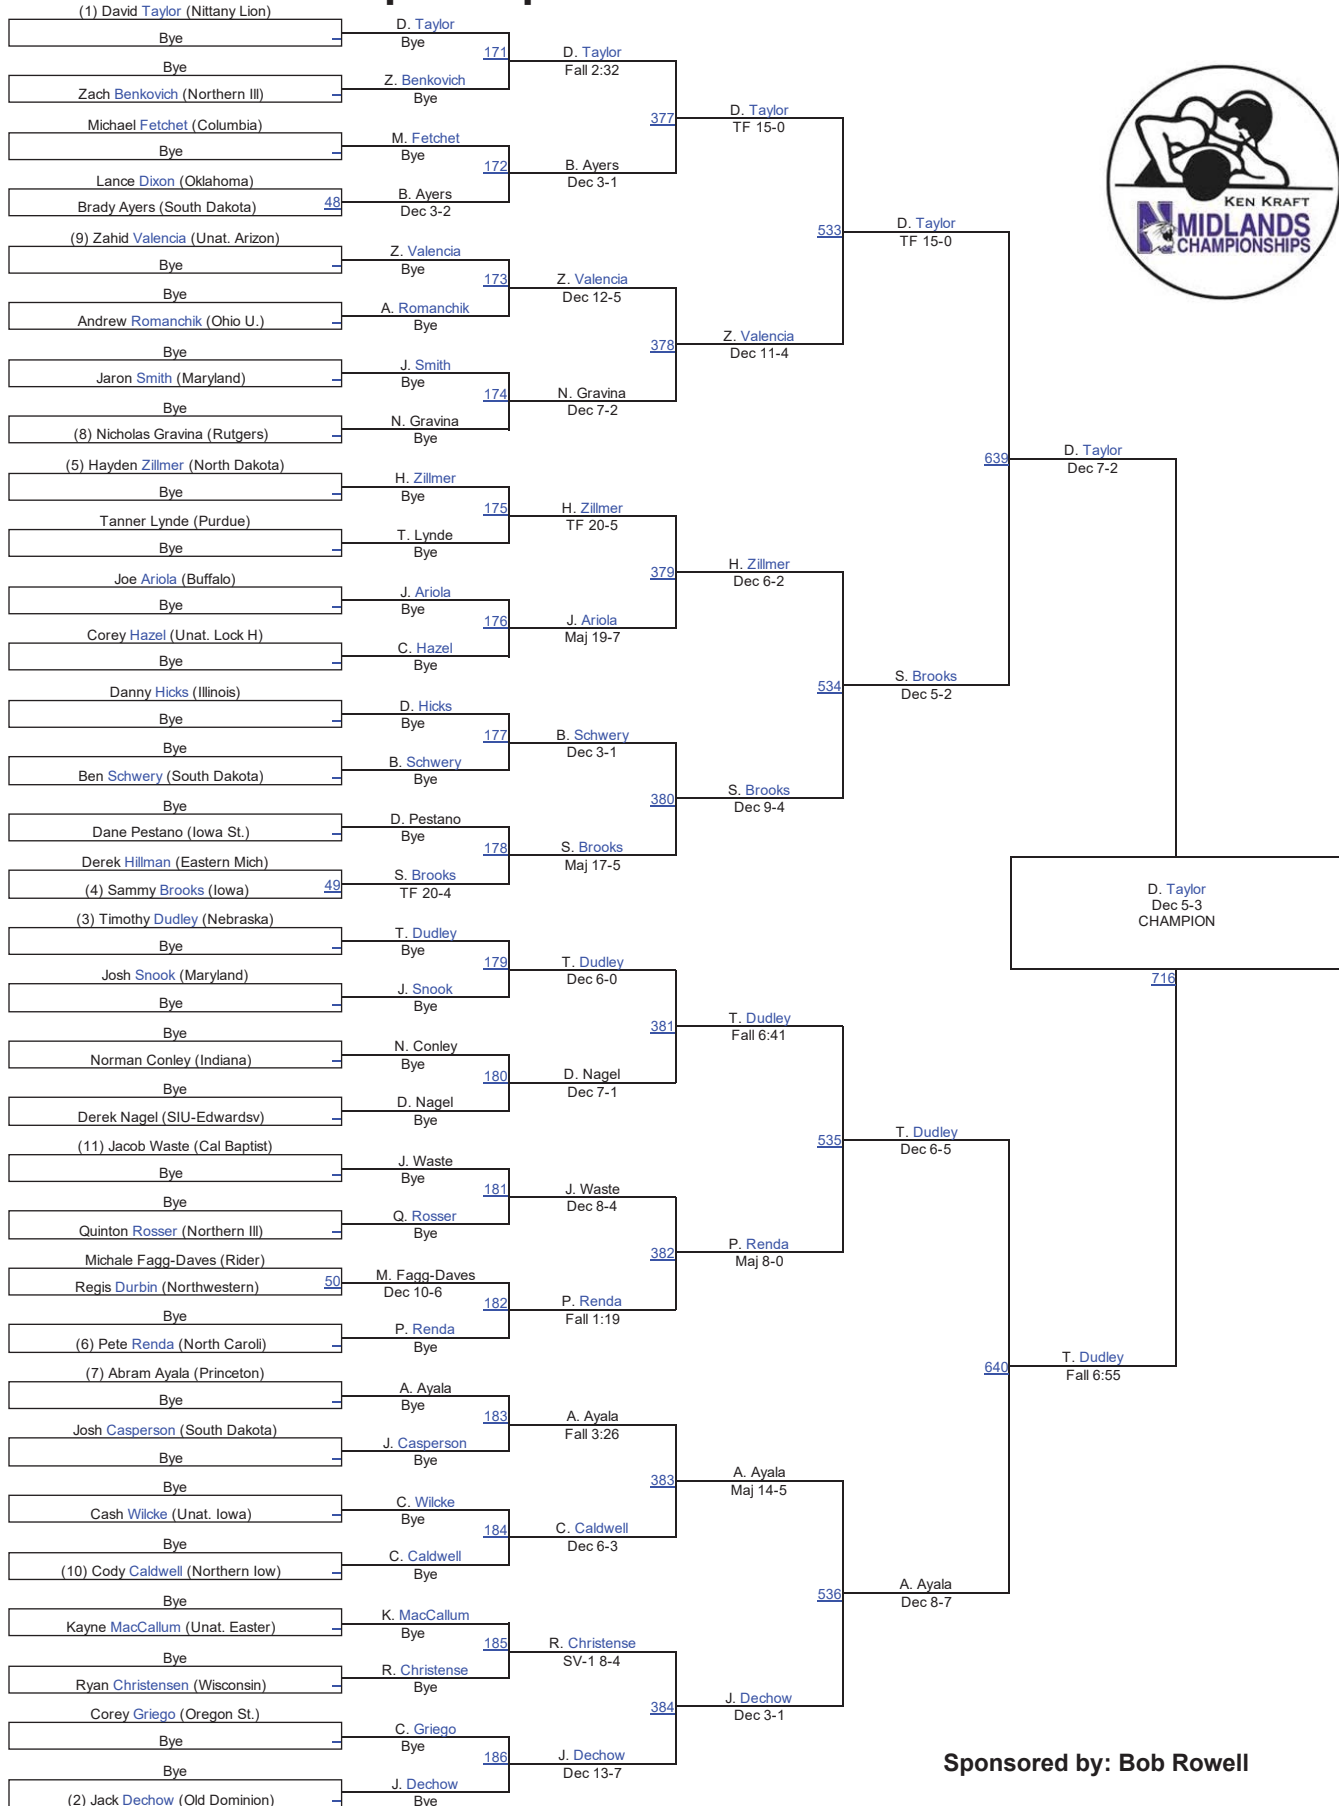 (1) David Taylor (Nittany Lion)
Bye
Bye
Zach Benkovich (Northern Ill)
Michael Fetchet (Columbia)
Bye
Lance Dixon (Oklahoma)
Brady Ayers (South Dakota)
48
(9) Zahid Valencia (Unat. Arizon)
Bye
Bye
Andrew Romanchik (Ohio U.)
Bye
Jaron Smith (Maryland)
Bye
(8) Nicholas Gravina (Rutgers)
(5) Hayden Zillmer (North Dakota)
Bye
Tanner Lynde (Purdue)
Bye
Joe Ariola (Buffalo)
Bye
Corey Hazel (Unat. Lock H)
Bye
Danny Hicks (Illinois)
Bye
Bye
Ben Schwery (South Dakota)
Bye
Dane Pestano (Iowa St.)
Derek Hillman (Eastern Mich)
(4) Sammy Brooks (Iowa)
49
(3) Timothy Dudley (Nebraska)
Bye
Josh Snook (Maryland)
Bye
Bye
Norman Conley (Indiana)
Bye
Derek Nagel (SIU-Edwardsv)
(11) Jacob Waste (Cal Baptist)
Bye
Bye
Quinton Rosser (Northern Ill)
Michale Fagg-Daves (Rider)
Regis Durbin (Northwestern)
50
Bye
(6) Pete Renda (North Caroli)
(7) Abram Ayala (Princeton)
Bye
Josh Casperson (South Dakota)
Bye
Bye
Cash Wilcke (Unat. Iowa)
Bye
(10) Cody Caldwell (Northern Iow)
Bye
Kayne MacCallum (Unat. Easter)
Bye
Ryan Christensen (Wisconsin)
Corey Griego (Oregon St.)
Bye
Bye
(2) Jack Dechow (Old Dominion)
D. Taylor
Bye
171
Z. Benkovich
Bye
M. Fetchet
Bye
172
B. Ayers
Dec 3-2
Z. Valencia
Bye
173
A. Romanchik
Bye
J. Smith
Bye
174
N. Gravina
Bye
H. Zillmer
Bye
175
T. Lynde
Bye
J. Ariola
Bye
176
C. Hazel
Bye
D. Hicks
Bye
177
B. Schwery
Bye
D. Pestano
Bye
178
S. Brooks
TF 20-4
T. Dudley
Bye
179
J. Snook
Bye
N. Conley
Bye
180
D. Nagel
Bye
J. Waste
Bye
181
Q. Rosser
Bye
M. Fagg-Daves
Dec 10-6
182
P. Renda
Bye
A. Ayala
Bye
183
J. Casperson
Bye
C. Wilcke
Bye
184
C. Caldwell
Bye
K. MacCallum
Bye
185
R. Christense
Bye
C. Griego
Bye
186
J. Dechow
Bye
D. Taylor
Fall 2:32
377
B. Ayers
Dec 3-1
Z. Valencia
Dec 12-5
378
N. Gravina
Dec 7-2
H. Zillmer
TF 20-5
379
J. Ariola
Maj 19-7
B. Schwery
Dec 3-1
380
S. Brooks
Maj 17-5
T. Dudley
Dec 6-0
381
D. Nagel
Dec 7-1
J. Waste
Dec 8-4
382
P. Renda
Fall 1:19
A. Ayala
Fall 3:26
383
C. Caldwell
Dec 6-3
R. Christense
SV-1 8-4
384
J. Dechow
Dec 13-7
D. Taylor
TF 15-0
533
Z. Valencia
Dec 11-4
H. Zillmer
Dec 6-2
534
S. Brooks
Dec 9-4
T. Dudley
Fall 6:41
535
P. Renda
Maj 8-0
A. Ayala
Maj 14-5
536
J. Dechow
Dec 3-1
D. Taylor
TF 15-0
639
S. Brooks
Dec 5-2
T. Dudley
Dec 6-5
640
A. Ayala
Dec 8-7
D. Taylor
Dec 7-2
T. Dudley
Fall 6:55
D. Taylor
Dec 5-3
CHAMPION
716
KEN KRAFT
N MIDLANDS
CHAMPIONSHIPS
Sponsored by: Bob Rowell